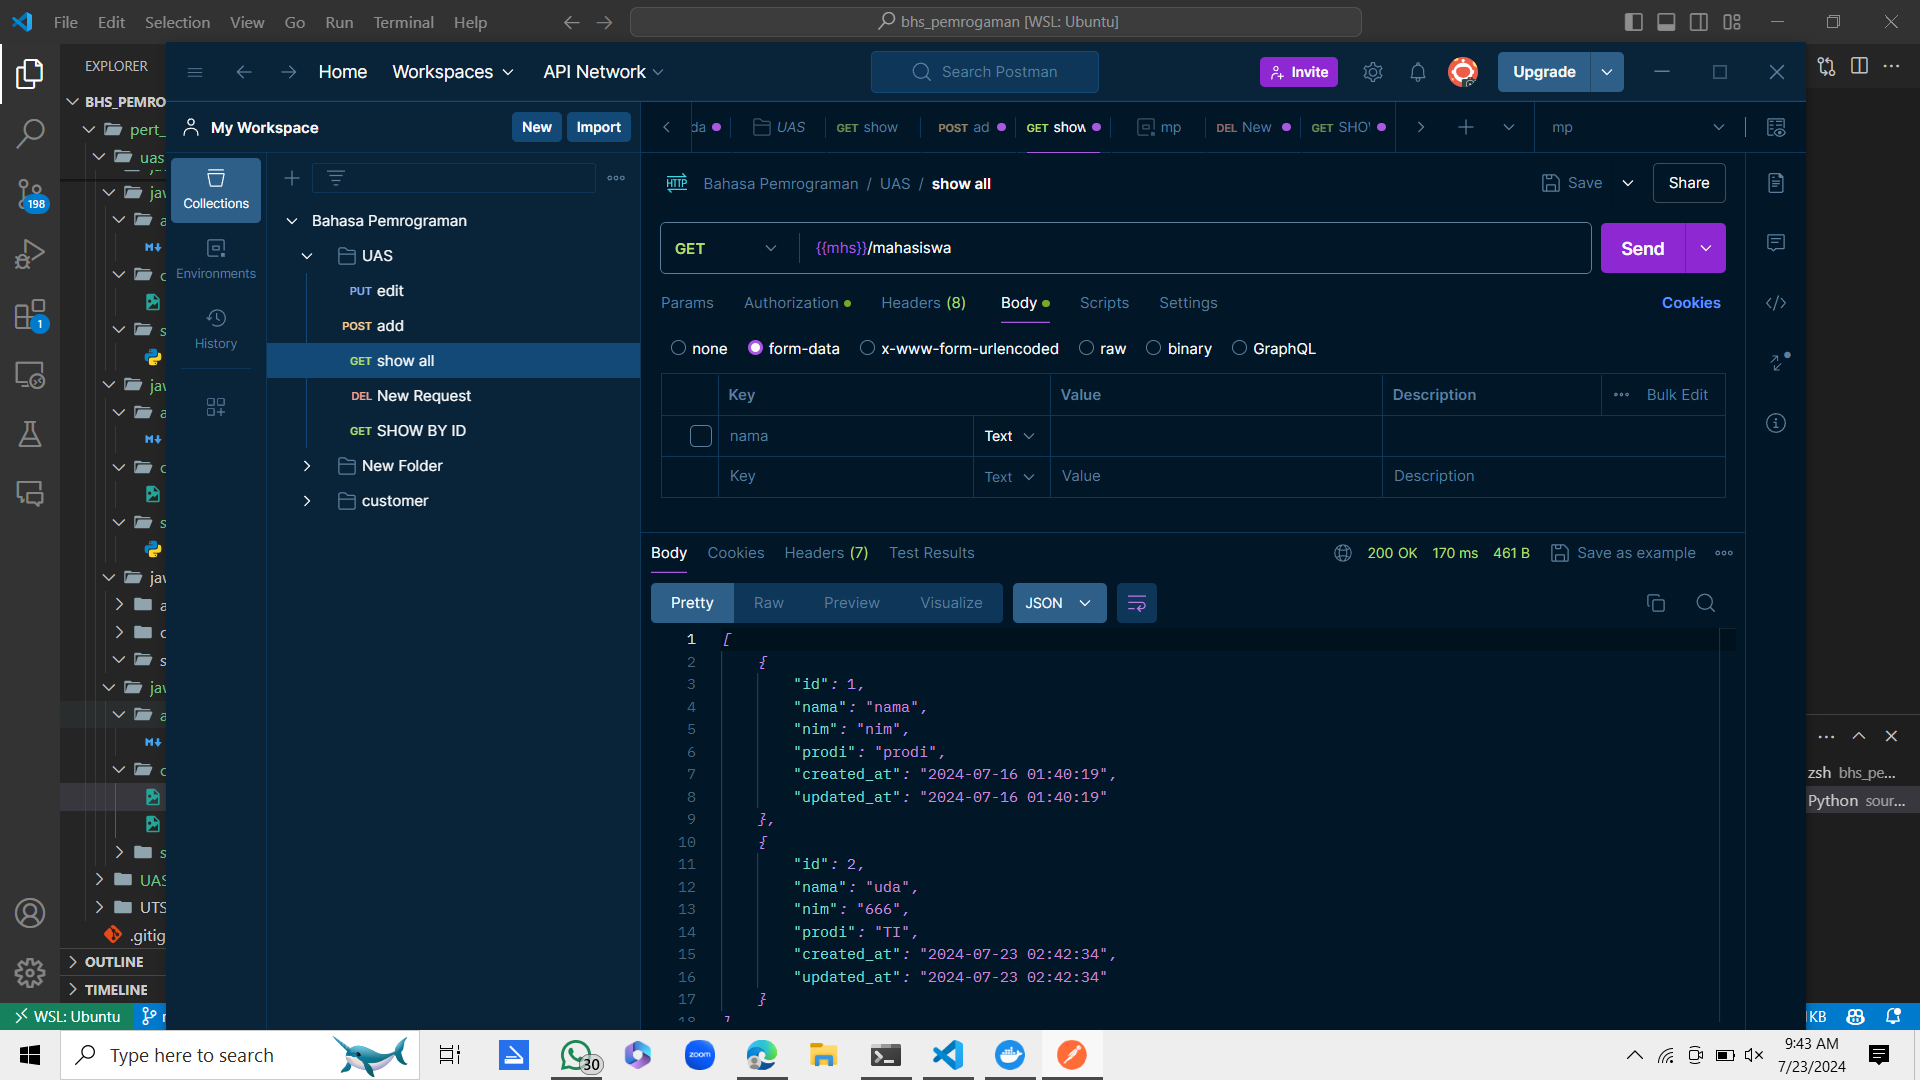 File Edit Selection View Go Run Terminal Help
bhs_pemrogaman [WSL: Ubuntu]
EXPLORER
BHS_PEMRO
pert_
uas
198
1
.gitig
UAS
UTS
OUTLINE
TIMELINE
WSL: Ubuntu
Home Workspaces API Network
Search Postman
Invite
Upgrade
My Workspace
New Import
UAS GET show POST ad GET show mp DEL New GET SHO mp
Collections
Environments
History
Bahasa Pemrograman
UAS
PUT edit
POST add
GET show all
DEL New Request
GET SHOW BY ID
New Folder
customer
HTTP Bahasa Pemrograman / UAS / show all
Save Share
GET {{mhs}}/mahasiswa Send
Params Authorization Headers (8) Body Scripts Settings Cookies
none form-data x-www-form-urlencoded raw binary GraphQL
Key Value Description Bulk Edit
nama Text
Key Text Value Description
Body Cookies Headers (7) Test Results 200 OK 170 ms 461 B Save as example
Pretty Raw Preview Visualize JSON
1 [
2 {
3 "id": 1,
4 "nama": "nama",
5 "nim": "nim",
6 "prodi": "prodi",
7 "created_at": "2024-07-16 01:40:19",
8 "updated_at": "2024-07-16 01:40:19"
9 },
10 {
11 "id": 2,
12 "nama": "uda",
13 "nim": "666",
14 "prodi": "TI",
15 "created_at": "2024-07-23 02:42:34",
16 "updated_at": "2024-07-23 02:42:34"
17 }
18 ]
zsh bhs_pe...
Python sour...
KB
Type here to search
30
zoom
9:43 AM
7/23/2024